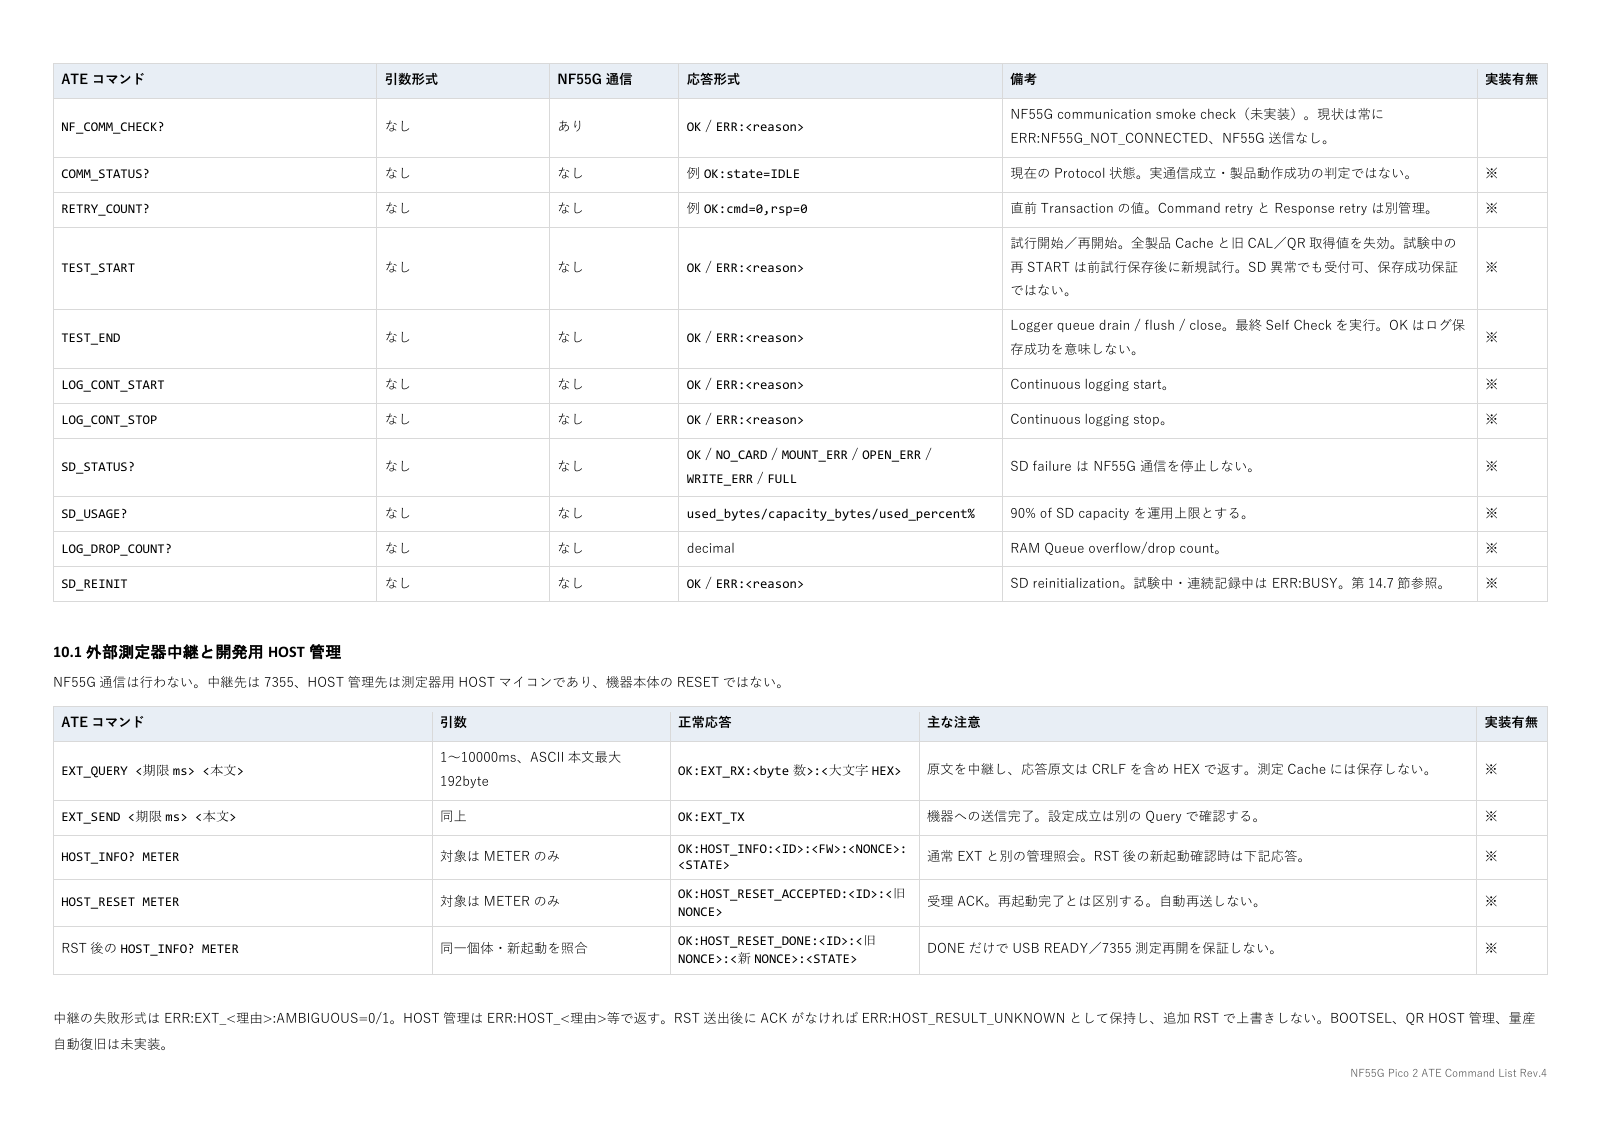 ATE コマンド 引数形式 NF55G 通信 応答形式 備考 実装有無
NF_COMM_CHECK? なし あり OK / ERR:<reason> NF55G communication smoke check（未実装）。現状は常に
ERR:NF55G_NOT_CONNECTED、NF55G 送信なし。
COMM_STATUS? なし なし 例 OK:state=IDLE 現在の Protocol 状態。実通信成立・製品動作成功の判定ではない。 ※
RETRY_COUNT? なし なし 例 OK:cmd=0,rsp=0 直前 Transaction の値。Command retry と Response retry は別管理。 ※
TEST_START なし なし OK / ERR:<reason> 試行開始／再開始。全製品 Cache と旧 CAL／QR 取得値を失効。試験中の
再 START は前試行保存後に新規試行。SD 異常でも受付可、保存成功保証
ではない。 ※
TEST_END なし なし OK / ERR:<reason> Logger queue drain / flush / close。最終 Self Check を実行。OK はログ保
存成功を意味しない。 ※
LOG_CONT_START なし なし OK / ERR:<reason> Continuous logging start。 ※
LOG_CONT_STOP なし なし OK / ERR:<reason> Continuous logging stop。 ※
SD_STATUS? なし なし OK / NO_CARD / MOUNT_ERR / OPEN_ERR /
WRITE_ERR / FULL SD failure は NF55G 通信を停止しない。 ※
SD_USAGE? なし なし used_bytes/capacity_bytes/used_percent% 90% of SD capacity を運用上限とする。 ※
LOG_DROP_COUNT? なし なし decimal RAM Queue overflow/drop count。 ※
SD_REINIT なし なし OK / ERR:<reason> SD reinitialization。試験中・連続記録中は ERR:BUSY。第 14.7 節参照。 ※
10.1 外部測定器中継と開発用 HOST 管理
NF55G 通信は行わない。中継先は 7355、HOST 管理先は測定器用 HOST マイコンであり、機器本体の RESET ではない。
ATE コマンド 引数 正常応答 主な注意 実装有無
EXT_QUERY <期限 ms> <本文> 1～10000ms、ASCII 本文最大
192byte OK:EXT_RX:<byte 数>:<大文字 HEX> 原文を中継し、応答原文は CRLF を含め HEX で返す。測定 Cache には保存しない。 ※
EXT_SEND <期限 ms> <本文> 同上 OK:EXT_TX 機器への送信完了。設定成立は別の Query で確認する。 ※
HOST_INFO? METER 対象は METER のみ OK:HOST_INFO:<ID>:<FW>:<NONCE>:
<STATE> 通常 EXT と別の管理照会。RST 後の新起動確認時は下記応答。 ※
HOST_RESET METER 対象は METER のみ OK:HOST_RESET_ACCEPTED:<ID>:<旧
NONCE> 受理 ACK。再起動完了とは区別する。自動再送しない。 ※
RST 後の HOST_INFO? METER 同一個体・新起動を照合 OK:HOST_RESET_DONE:<ID>:<旧
NONCE>:<新 NONCE>:<STATE> DONE だけで USB READY／7355 測定再開を保証しない。 ※
中継の失敗形式は ERR:EXT_<理由>:AMBIGUOUS=0/1。HOST 管理は ERR:HOST_<理由>等で返す。RST 送出後に ACK がなければ ERR:HOST_RESULT_UNKNOWN として保持し、追加 RST で上書きしない。BOOTSEL、QR HOST 管理、量産
自動復旧は未実装。
NF55G Pico 2 ATE Command List Rev.4